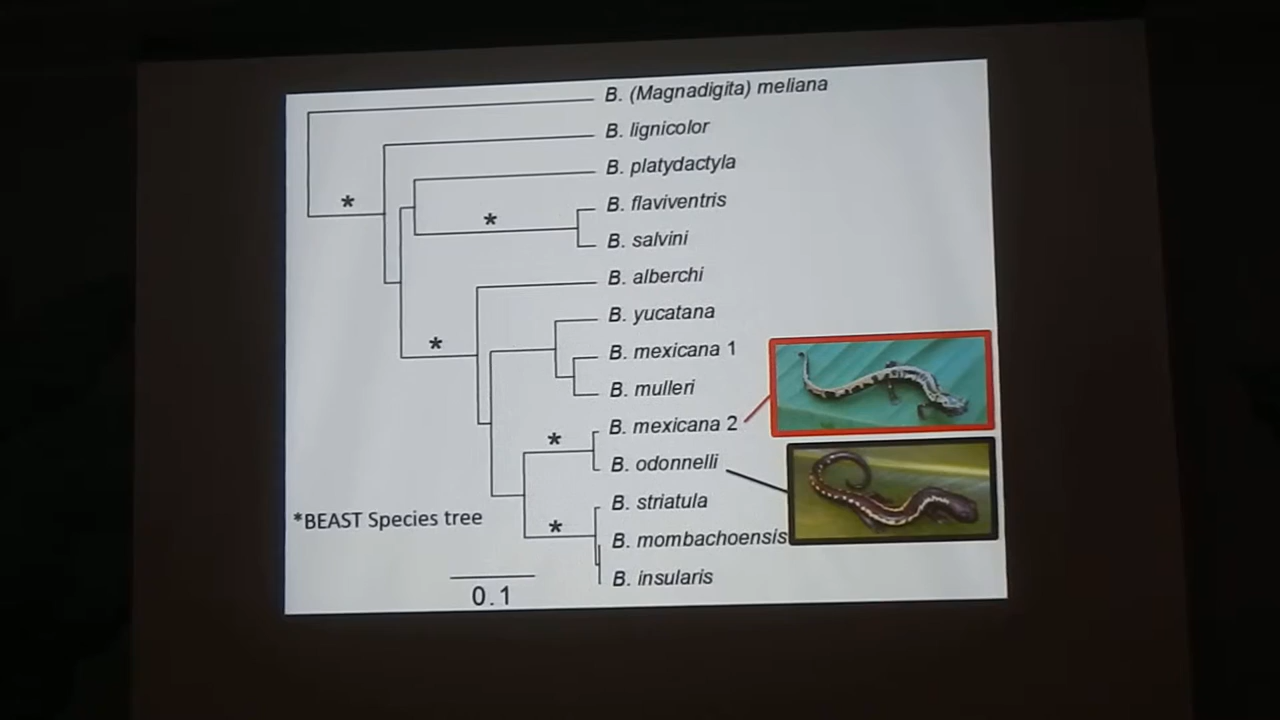 B. (Magnadigita) meliana
B. lignicolor
B. platydactyla
B. flaviventris
B. salvini
B. alberchi
B. yucatana
B. mexicana 1
B. mulleri
B. mexicana 2
B. odonnelli
B. striatula
B. mombachoensis
B. insularis
*
*
*
*
*
*BEAST Species tree
0.1